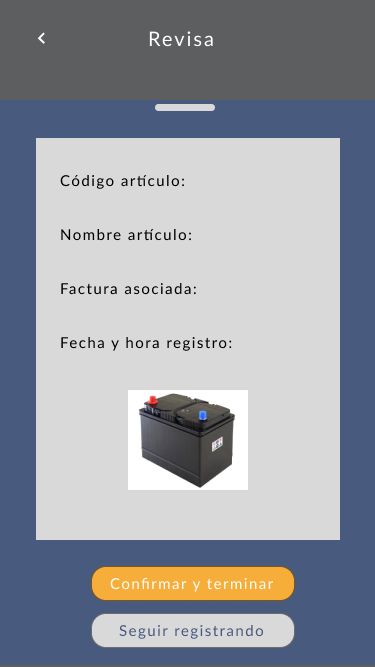 Revisa
Código artículo:
Nombre artículo:
Factura asociada:
Fecha y hora registro:
Confirmar y terminar
Seguir registrando